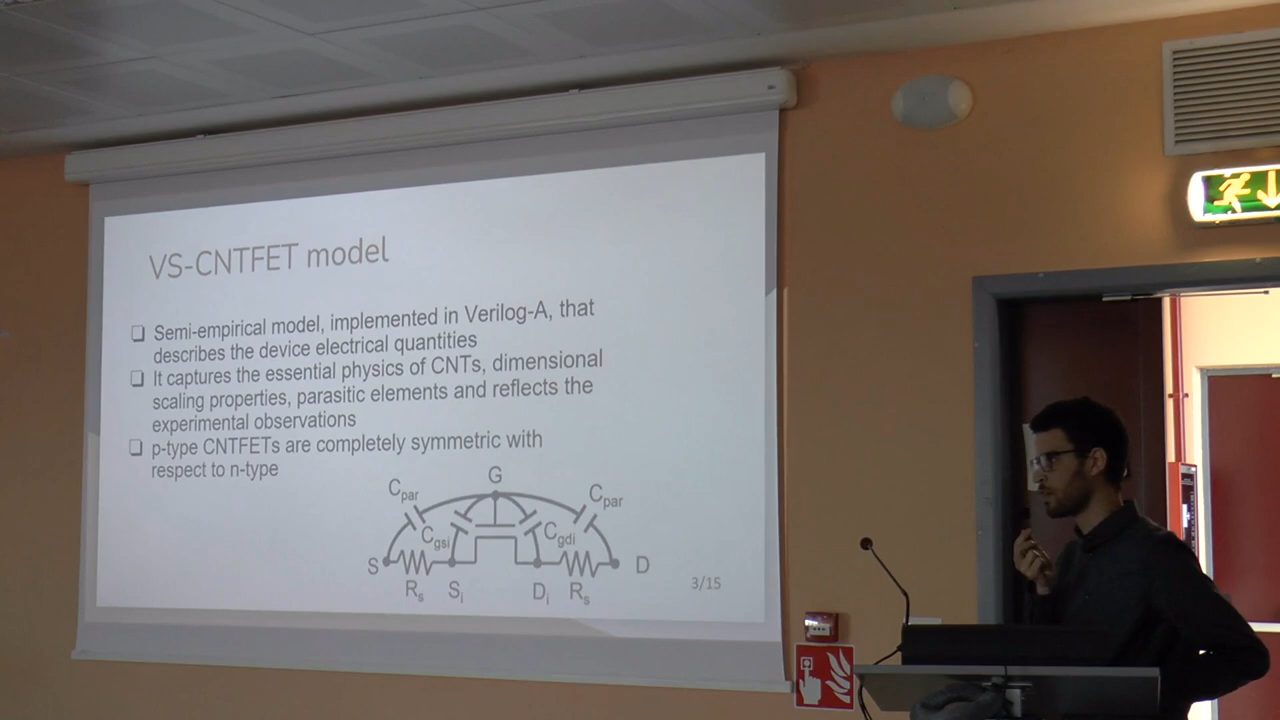 VS-CNTFET model
❑ Semi-empirical model, implemented in Verilog-A, that
describes the device electrical quantities
❑ It captures the essential physics of CNTs, dimensional
scaling properties, parasitic elements and reflects the
experimental observations
❑ p-type CNTFETs are completely symmetric with
respect to n-type
G
Cpar
Cpar
Cgsi
Cgdi
S
D
Rs
Si
Di
Rs
3/15